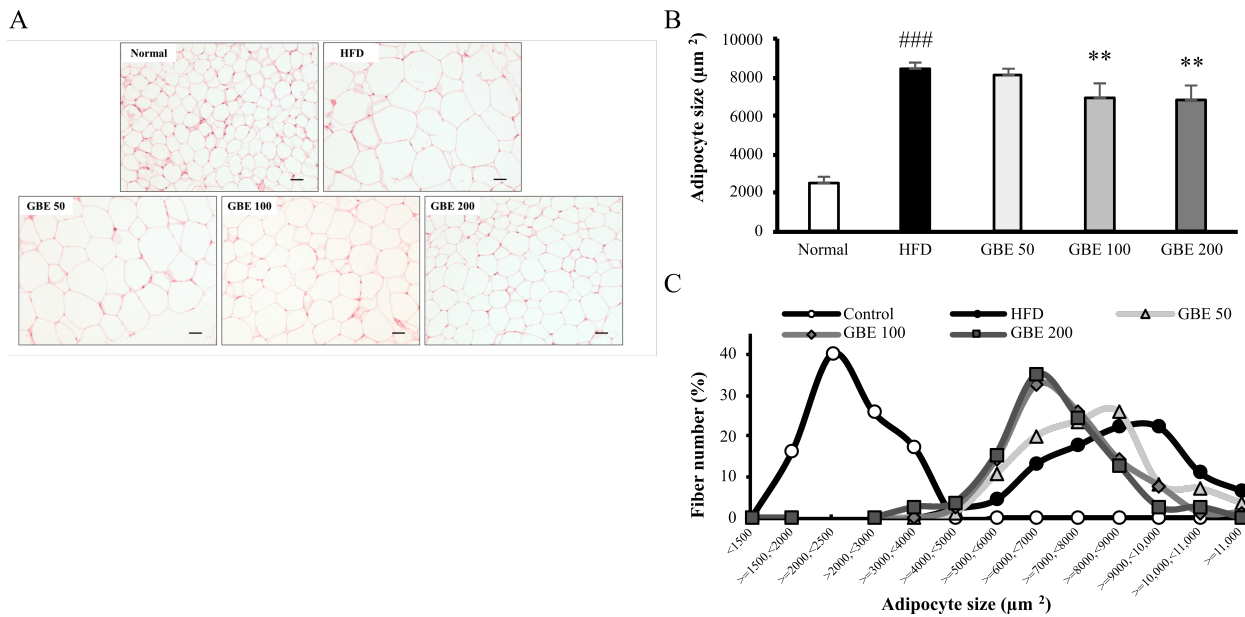 A
Normal
HFD
GBE 50
GBE 100
GBE 200
B
Adipocyte size (µm ²)
10000
8000
6000
4000
2000
0
###
**
**
Normal
HFD
GBE 50
GBE 100
GBE 200
C
Control
HFD
GBE 50
GBE 100
GBE 200
Fiber number (%)
40
30
20
10
0
<1500
>=1500,<2000
>=2000,<2500
>2000,<3000
>=3000,<4000
>=4000,<5000
>=5000,<6000
>=6000,<7000
>=7000,<8000
>=8000,<9000
>=9000,<10,000
>=10,000,<11,000
>=11,000
Adipocyte size (µm ²)